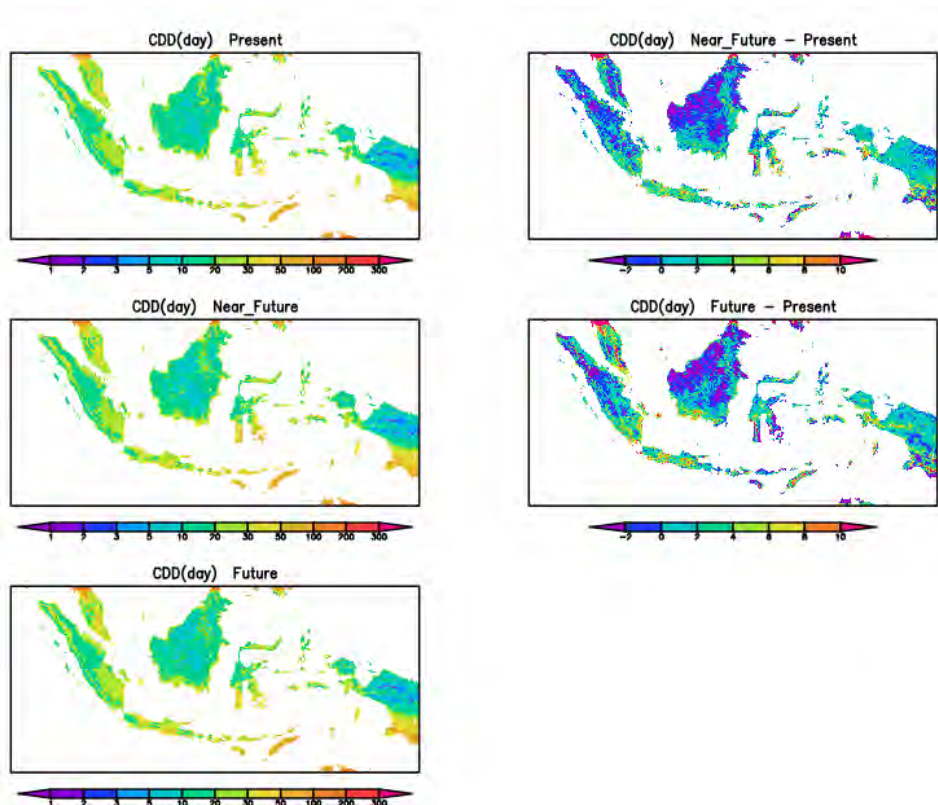 CDD(day) Present
1 2 3 5 10 20 30 50 100 200 300
CDD(day) Near_Future – Present
-2 0 2 4 6 8 10
CDD(day) Near_Future
1 2 3 5 10 20 30 50 100 200 300
CDD(day) Future – Present
-2 0 2 4 6 8 10
CDD(day) Future
1 2 3 5 10 20 30 50 100 200 300